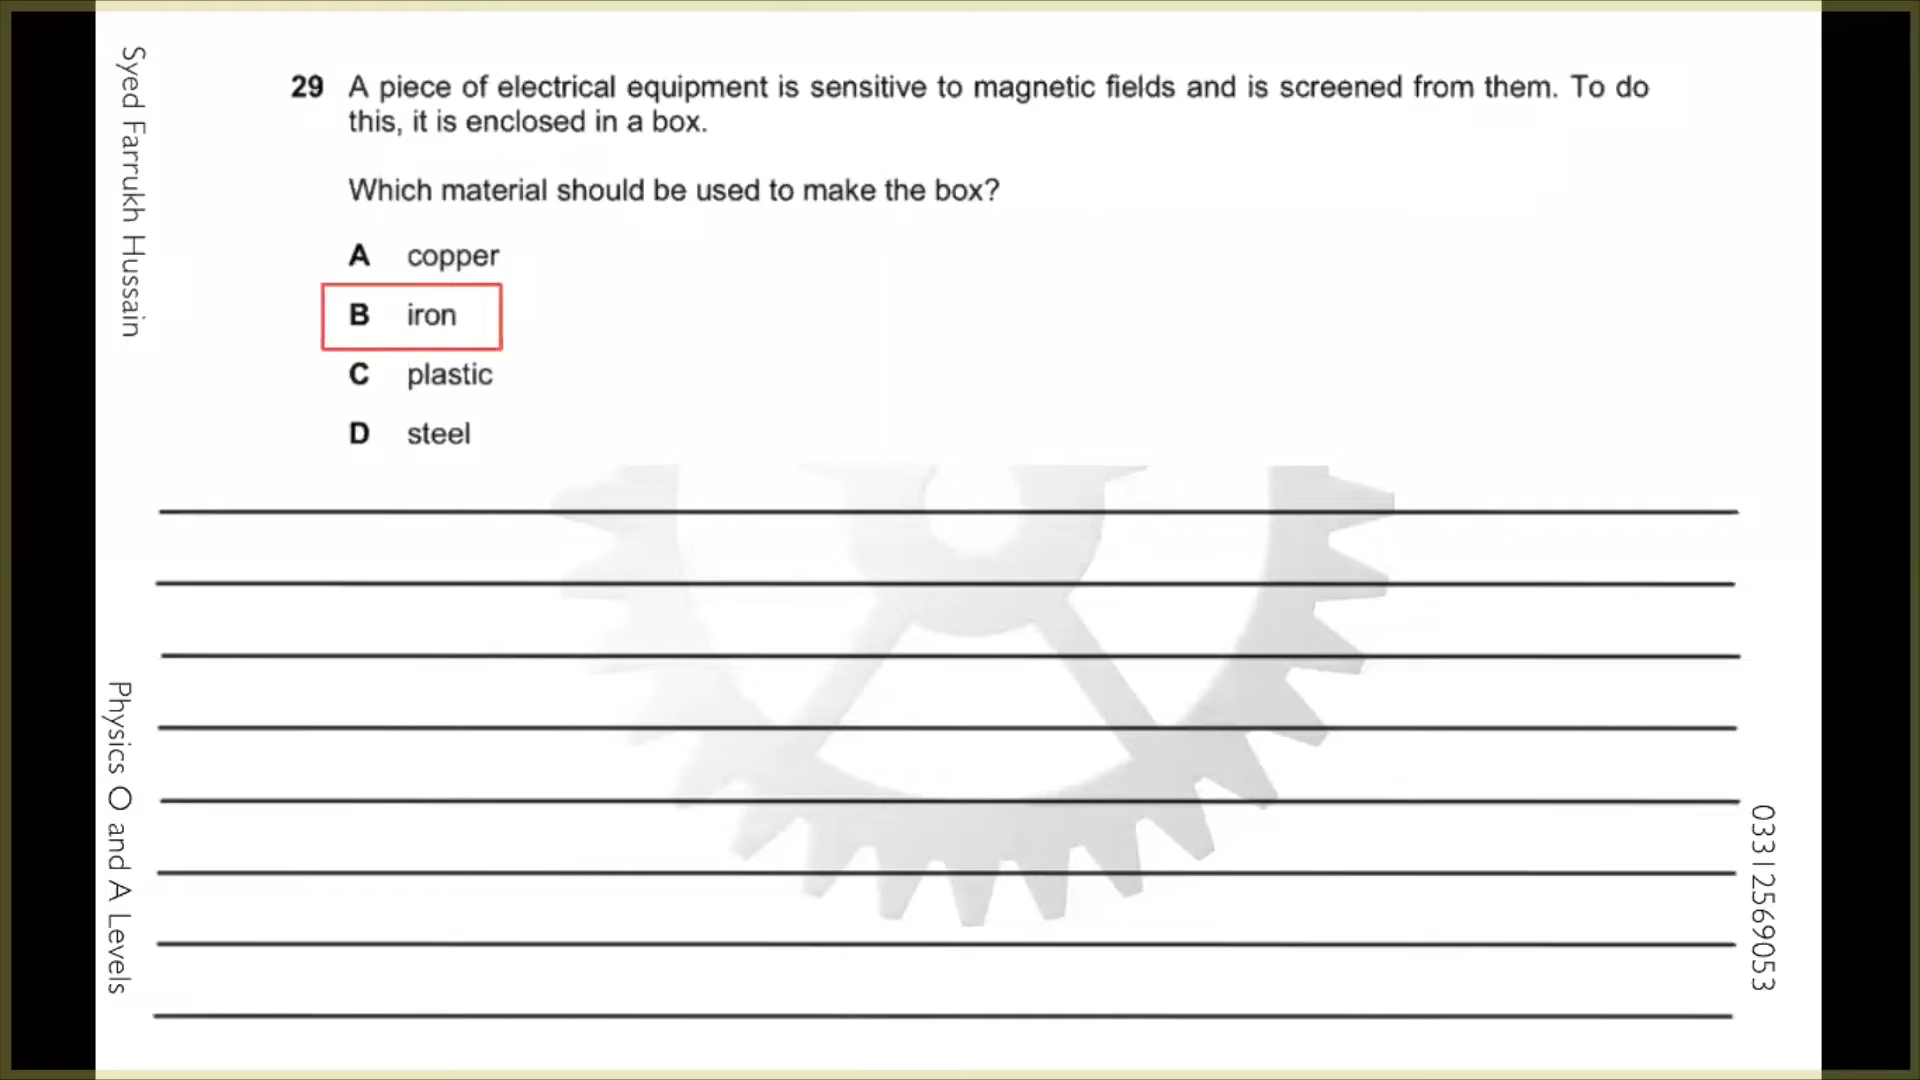 Syed Farrukh Hussain
29 A piece of electrical equipment is sensitive to magnetic fields and is screened from them. To do
this, it is enclosed in a box.
Which material should be used to make the box?
A copper
B iron
C plastic
D steel
Physics O and A Levels
03312569053